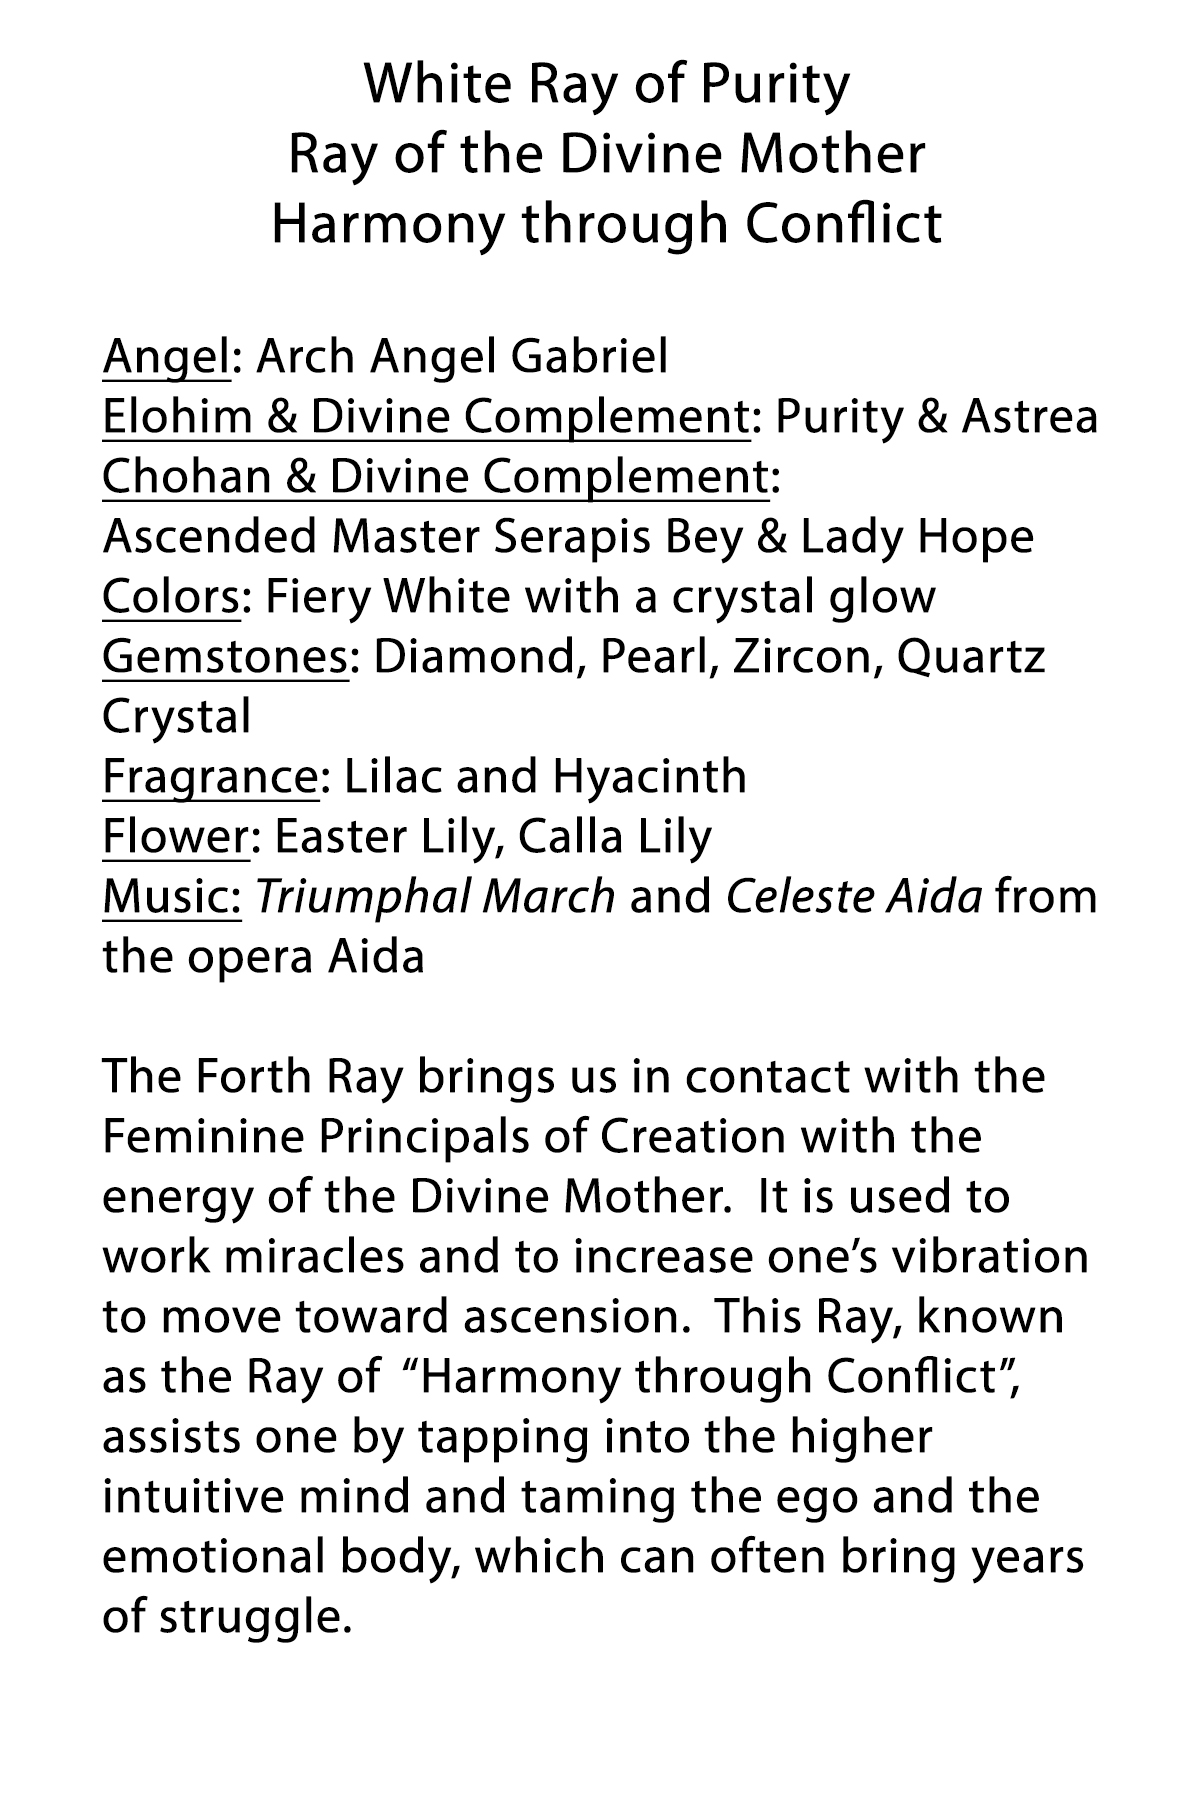 White Ray of Purity
Ray of the Divine Mother
Harmony through Conflict
Angel: Arch Angel Gabriel
Elohim & Divine Complement: Purity & Astrea
Chohan & Divine Complement:
Ascended Master Serapis Bey & Lady Hope
Colors: Fiery White with a crystal glow
Gemstones: Diamond, Pearl, Zircon, Quartz
Crystal
Fragrance: Lilac and Hyacinth
Flower: Easter Lily, Calla Lily
Music: Triumphal March and Celeste Aida from
the opera Aida
The Forth Ray brings us in contact with the
Feminine Principals of Creation with the
energy of the Divine Mother.  It is used to
work miracles and to increase one’s vibration
to move toward ascension.  This Ray, known
as the Ray of  “Harmony through Conflict”,
assists one by tapping into the higher
intuitive mind and taming the ego and the
emotional body, which can often bring years
of struggle.